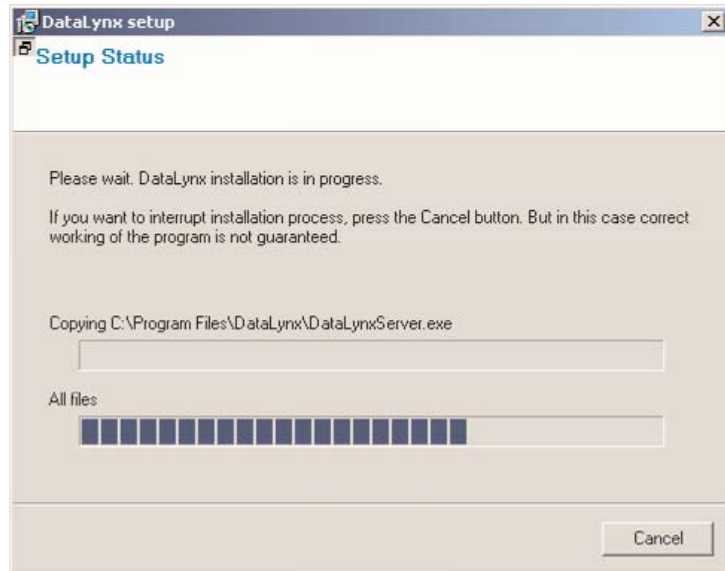 DataLynx setup
Setup Status
Please wait. DataLynx installation is in progress.
If you want to interrupt installation process, press the Cancel button. But in this case correct
working of the program is not guaranteed.
Copying C:\Program Files\DataLynx\DataLynxServer.exe
All files
Cancel